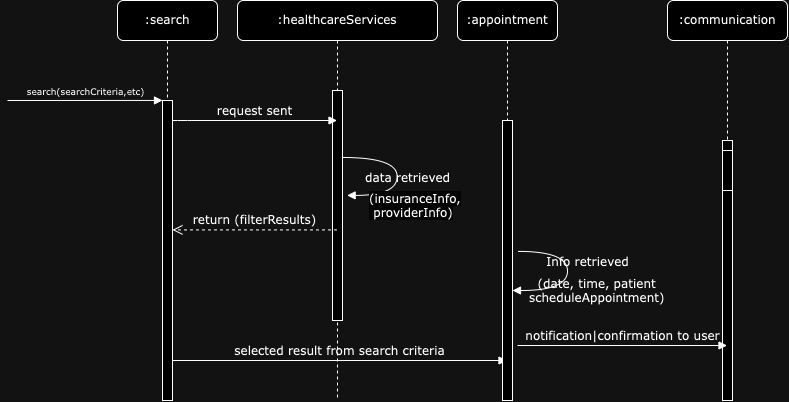 :search
:healthcareServices
:appointment
:communication
search(searchCriteria,etc)
request sent
data retrieved
(insuranceInfo,
providerInfo)
return (filterResults)
Info retrieved
(date, time, patient
scheduleAppointment)
notification|confirmation to user
selected result from search criteria